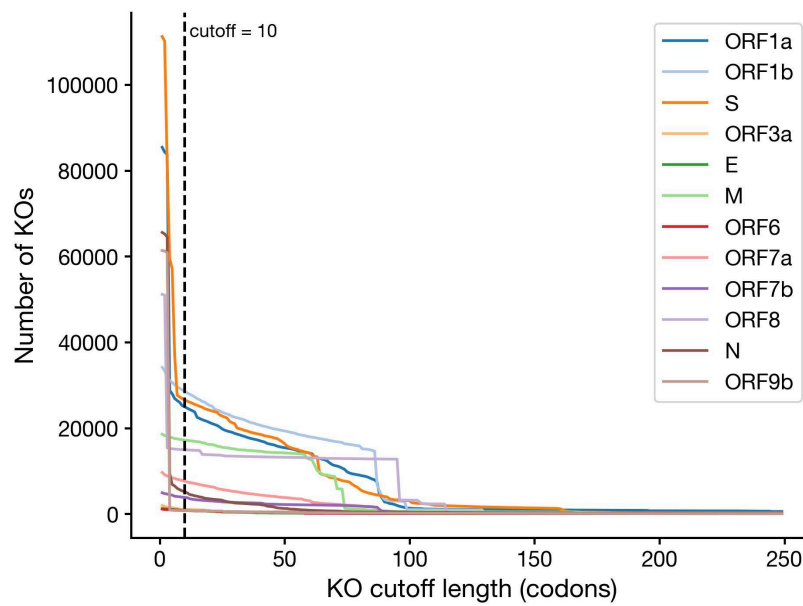 cutoff = 10
ORF1a
ORF1b
S
ORF3a
E
M
ORF6
ORF7a
ORF7b
ORF8
N
ORF9b
Number of KOs
100000
80000
60000
40000
20000
0
0 50 100 150 200 250
KO cutoff length (codons)